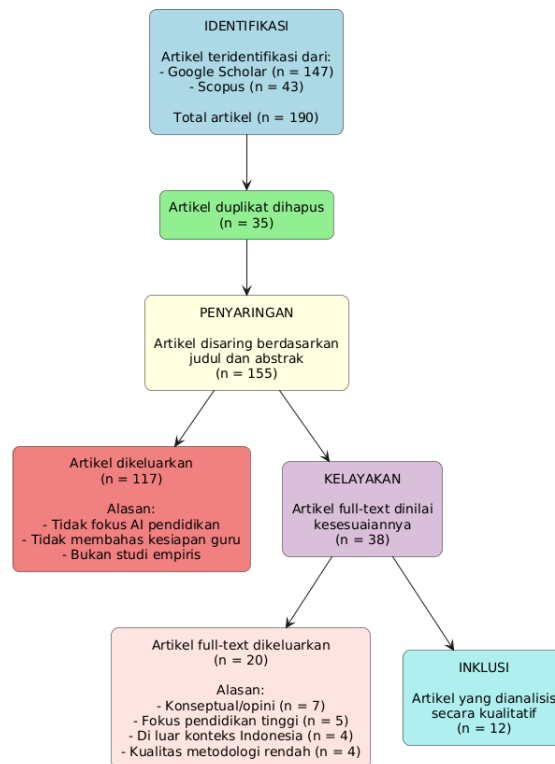 IDENTIFIKASI
Artikel teridentifikasi dari:
- Google Scholar (n = 147)
- Scopus (n = 43)
Total artikel (n = 190)
Artikel duplikat dihapus
(n = 35)
PENYARINGAN
Artikel disaring berdasarkan
judul dan abstrak
(n = 155)
Artikel dikeluarkan
(n = 117)
Alasan:
- Tidak fokus AI pendidikan
- Tidak membahas kesiapan guru
- Bukan studi empiris
KELAYAKAN
Artikel full-text dinilai
kesesuaiannya
(n = 38)
Artikel full-text dikeluarkan
(n = 20)
Alasan:
- Konseptual/opini (n = 7)
- Fokus pendidikan tinggi (n = 5)
- Di luar konteks Indonesia (n = 4)
- Kualitas metodologi rendah (n = 4)
INKLUSI
Artikel yang dianalisis
secara kualitatif
(n = 12)